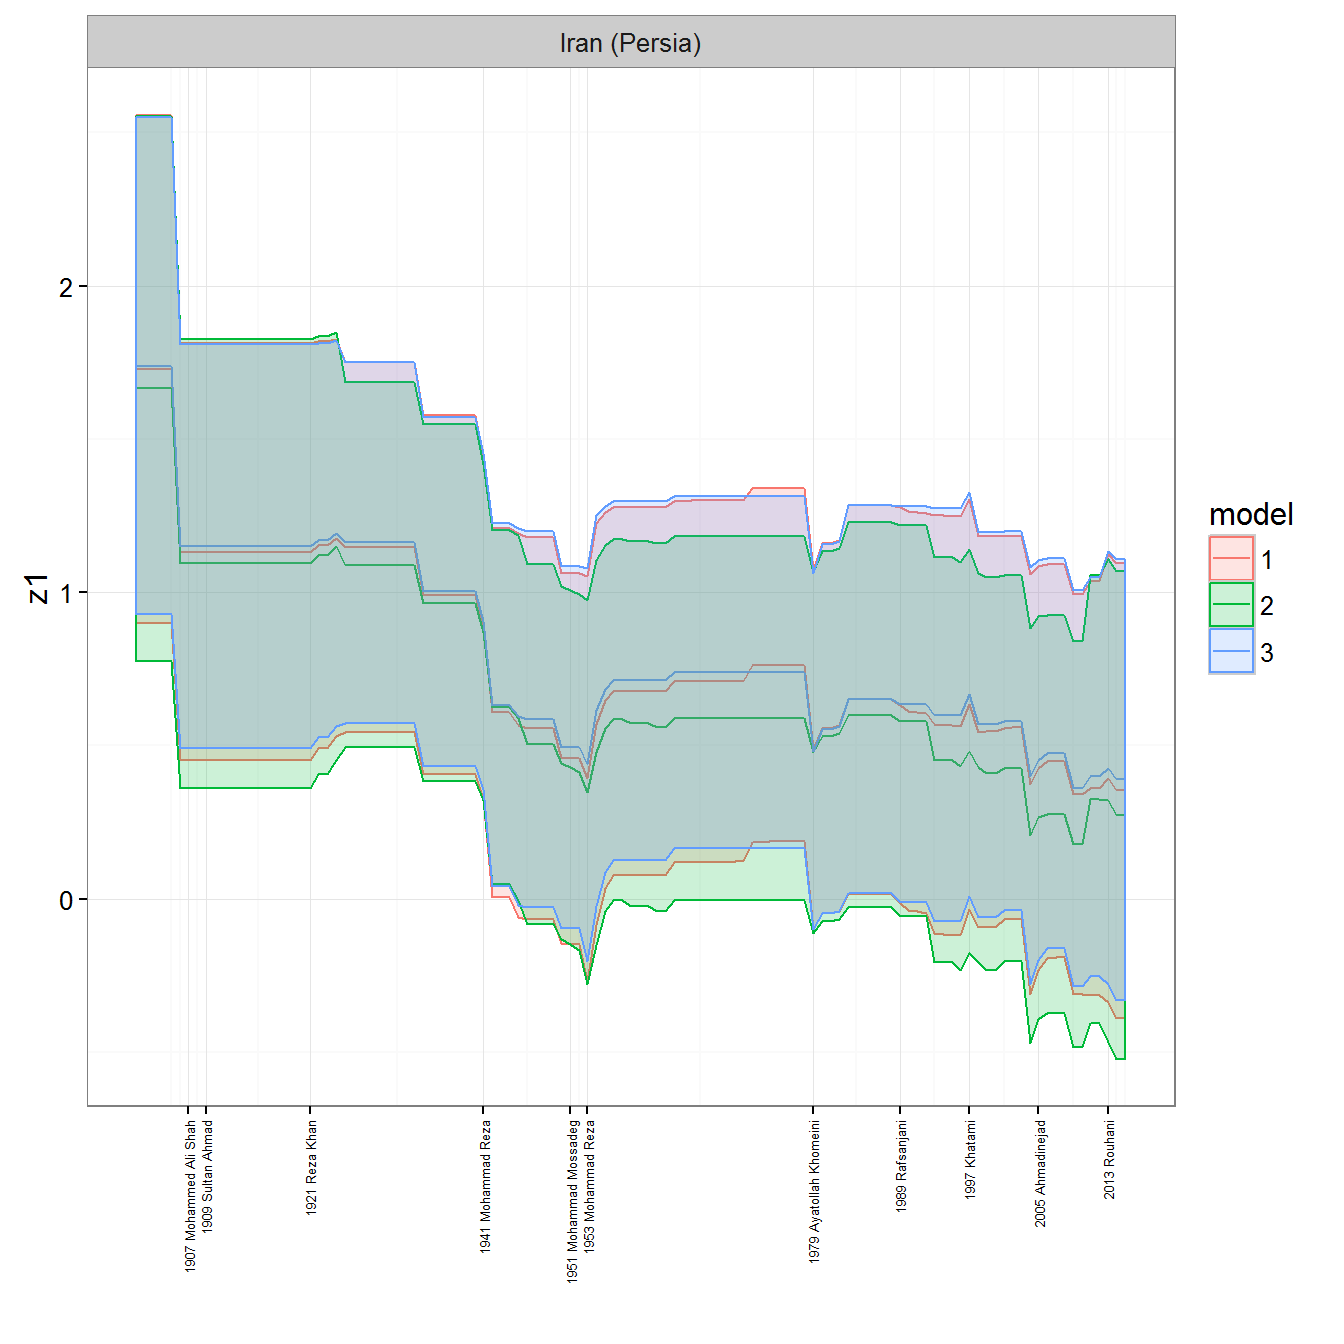 Iran (Persia)
2
1
0
z1
1907 Mohammed Ali Shah
1909 Sultan Ahmad
1921 Reza Khan
1941 Mohammad Reza
1951 Mohammad Mossadeg
1953 Mohammad Reza
1979 Ayatollah Khomeini
1989 Rafsanjani
1997 Khatami
2005 Ahmadinejad
2013 Rouhani
model
1
2
3